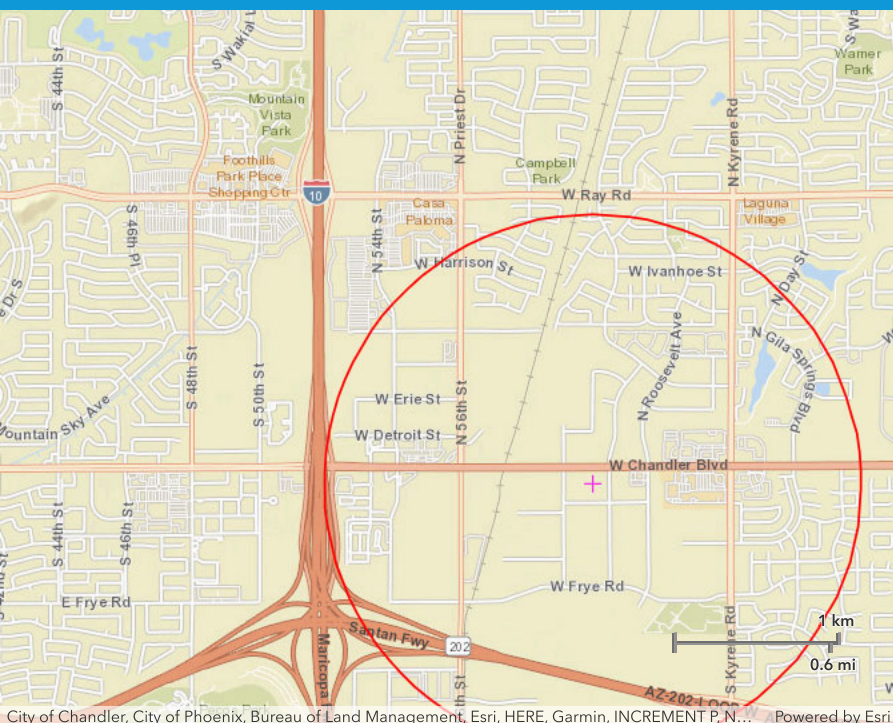 S 44th St
S Wakial
N Priest Dr
N Kyrene Rd
Warner
Park
Mountain
Vista
Park
Foothills
Park Place
Shopping Ctr
10
Campbell
Park
W Ray Rd
Casa
Paloma
Laguna
Village
S 46th Pl
N 54th St
W Harrison St
W Ivanhoe St
N Day St
e Dr S
S 48th St
S 50th St
N Roosevelt Ave
N Gila Springs Blvd
Mountain Sky Ave
W Erie St
N 56th St
W Detroit St
W Chandler Blvd
S 44th St
S 46th St
W Frye Rd
E Frye Rd
S Kyrene Rd
1 km
0.6 mi
Santan Fwy
202
Maricopa
AZ-202-LOO
Pecos Park
City of Chandler, City of Phoenix, Bureau of Land Management, Esri, HERE, Garmin, INCREMENT P, N...
Powered by Esri